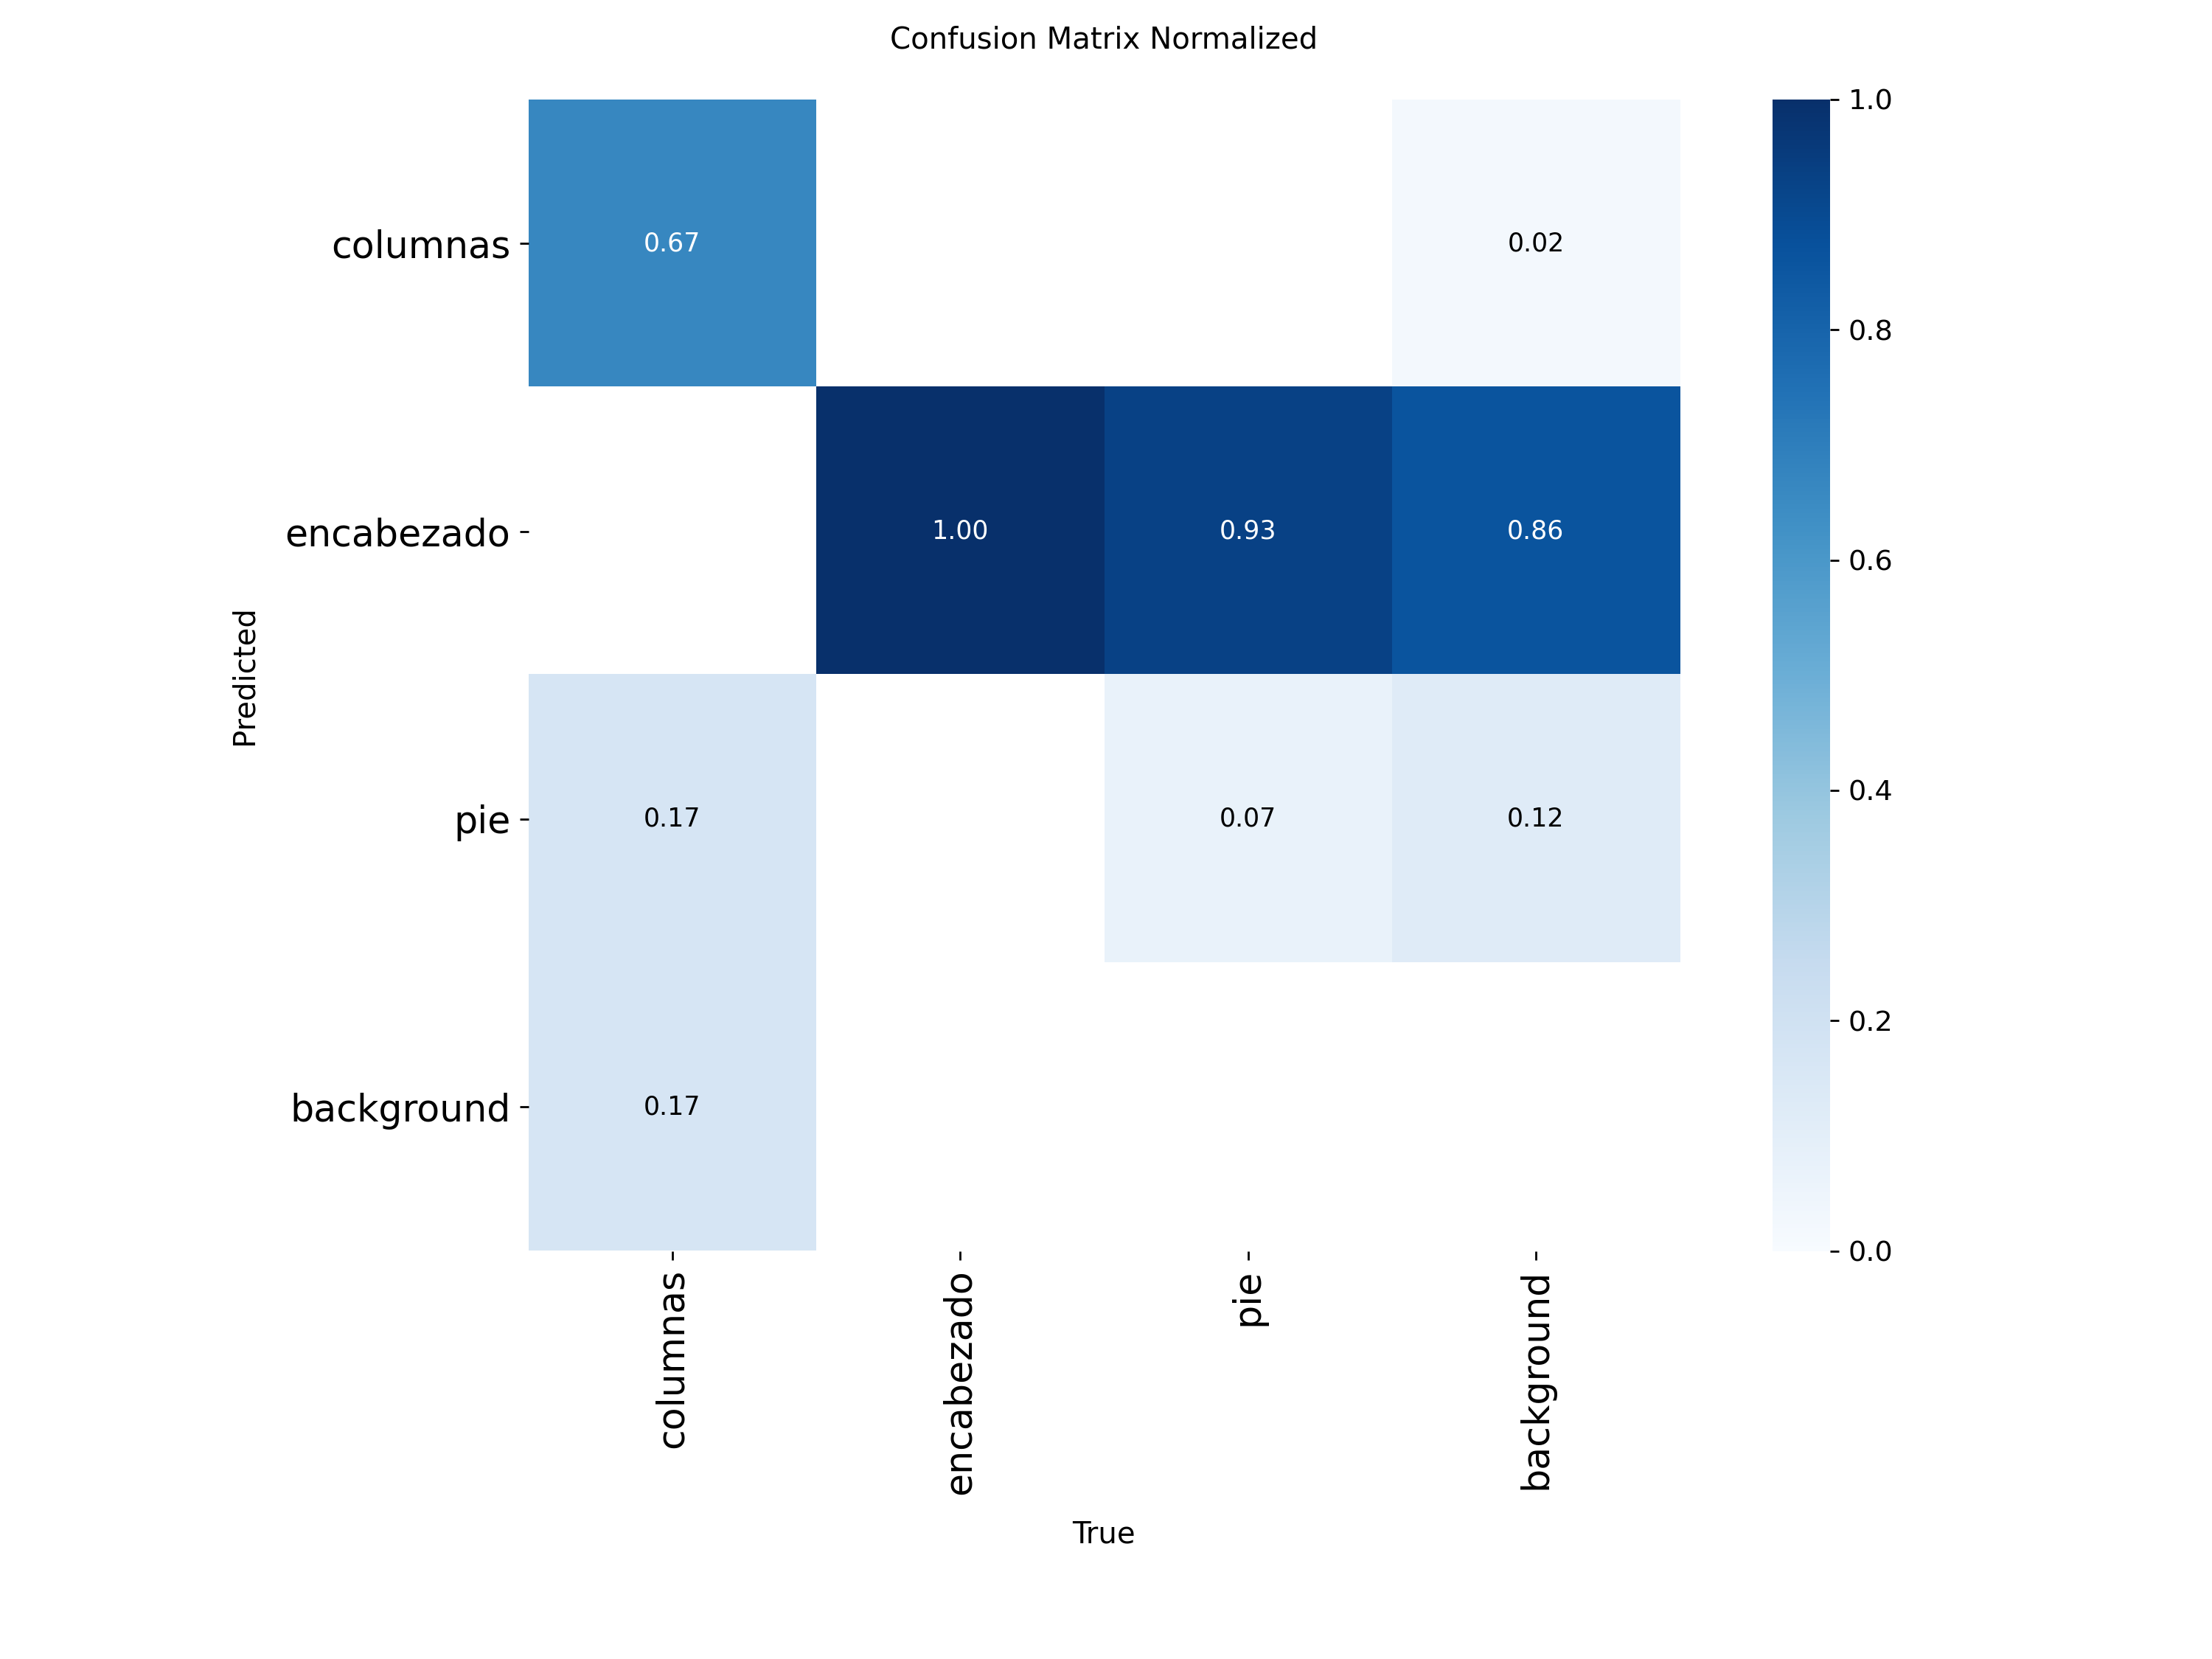 Confusion Matrix Normalized
columnas
0.67
0.02
encabezado
1.00
0.93
0.86
pie
0.17
0.07
0.12
background
0.17
columnas
encabezado
pie
background
Predicted
True
1.0
0.8
0.6
0.4
0.2
0.0